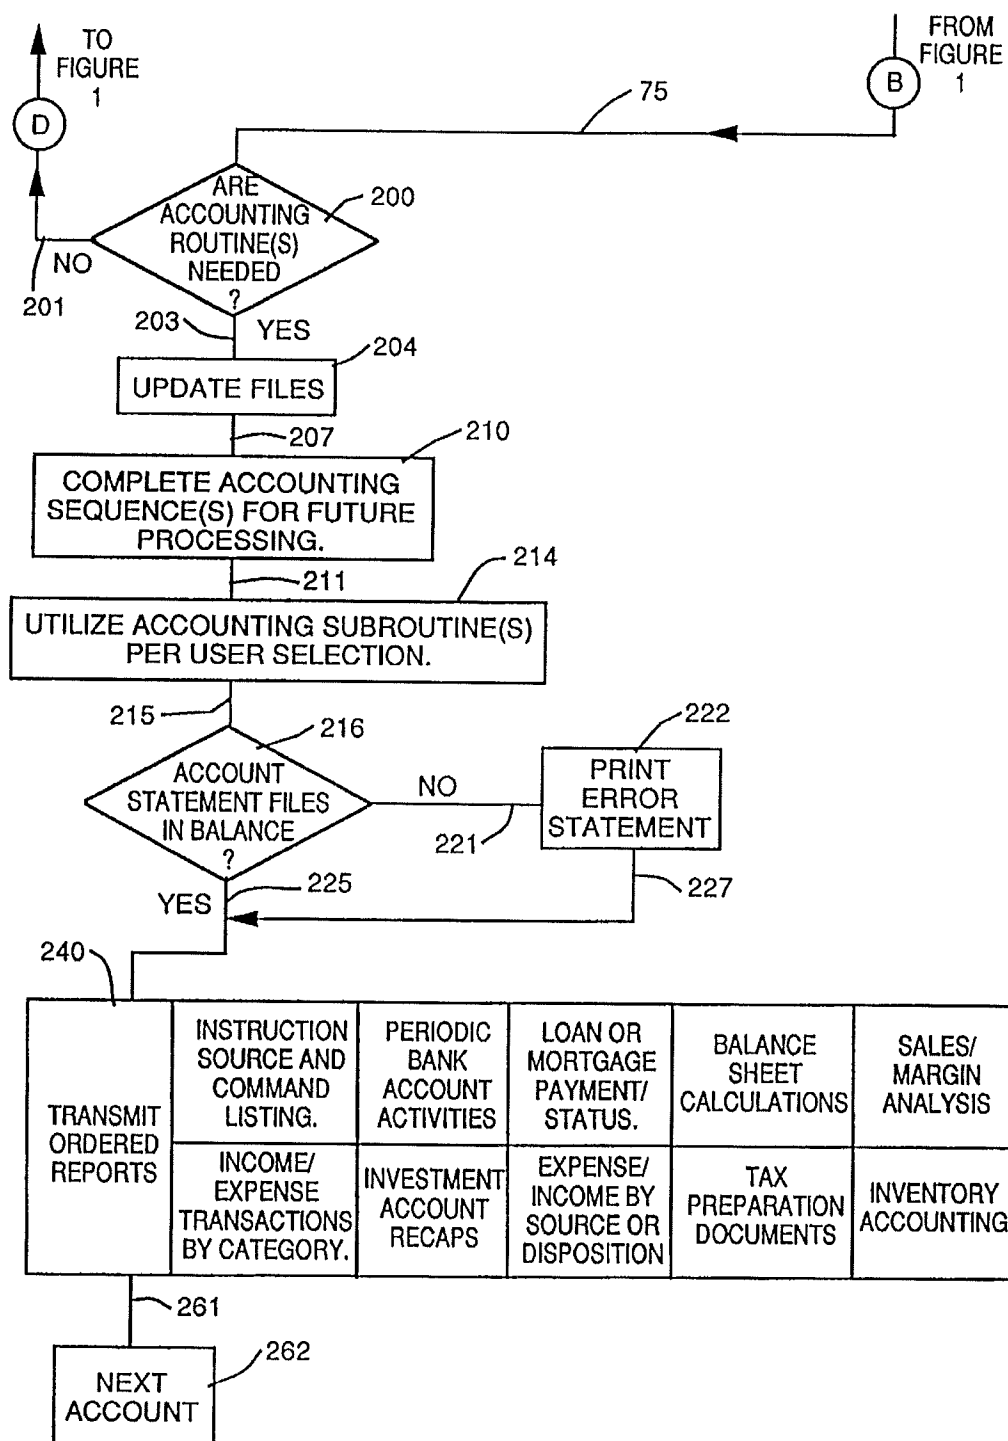 TO
FIGURE
1
FROM
FIGURE
1
D
B
75
ARE
ACCOUNTING
ROUTINE(S)
NEEDED
?
200
NO
201
203
YES
204
UPDATE FILES
207
210
COMPLETE ACCOUNTING
SEQUENCE(S) FOR FUTURE
PROCESSING.
211
214
UTILIZE ACCOUNTING SUBROUTINE(S)
PER USER SELECTION.
215
216
ACCOUNT
STATEMENT FILES
IN BALANCE
?
NO
221
222
PRINT
ERROR
STATEMENT
227
YES
225
240
TRANSMIT
ORDERED
REPORTS
INSTRUCTION
SOURCE AND
COMMAND
LISTING.
PERIODIC
BANK
ACCOUNT
ACTIVITIES
LOAN OR
MORTGAGE
PAYMENT/
STATUS.
BALANCE
SHEET
CALCULATIONS
SALES/
MARGIN
ANALYSIS
INCOME/
EXPENSE
TRANSACTIONS
BY CATEGORY.
INVESTMENT
ACCOUNT
RECAPS
EXPENSE/
INCOME BY
SOURCE OR
DISPOSITION
TAX
PREPARATION
DOCUMENTS
INVENTORY
ACCOUNTING
261
262
NEXT
ACCOUNT